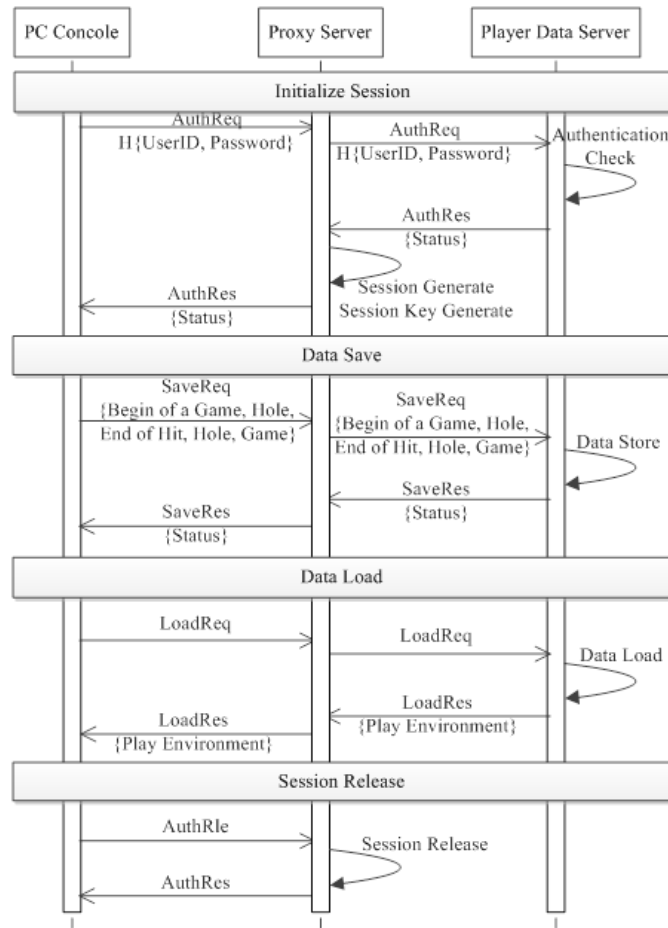 PC Concole
Proxy Server
Player Data Server
Initialize Session
AuthReq
H{UserID, Password}
AuthReq
H{UserID, Password}
Authentication
Check
AuthRes
{Status}
Session Generate
Session Key Generate
AuthRes
{Status}
Data Save
SaveReq
{Begin of a Game, Hole,
End of Hit, Hole, Game}
SaveReq
{Begin of a Game, Hole,
End of Hit, Hole, Game}
Data Store
SaveRes
{Status}
SaveRes
{Status}
Data Load
LoadReq
LoadReq
Data Load
LoadRes
{Play Environment}
LoadRes
{Play Environment}
Session Release
AuthRle
Session Release
AuthRes